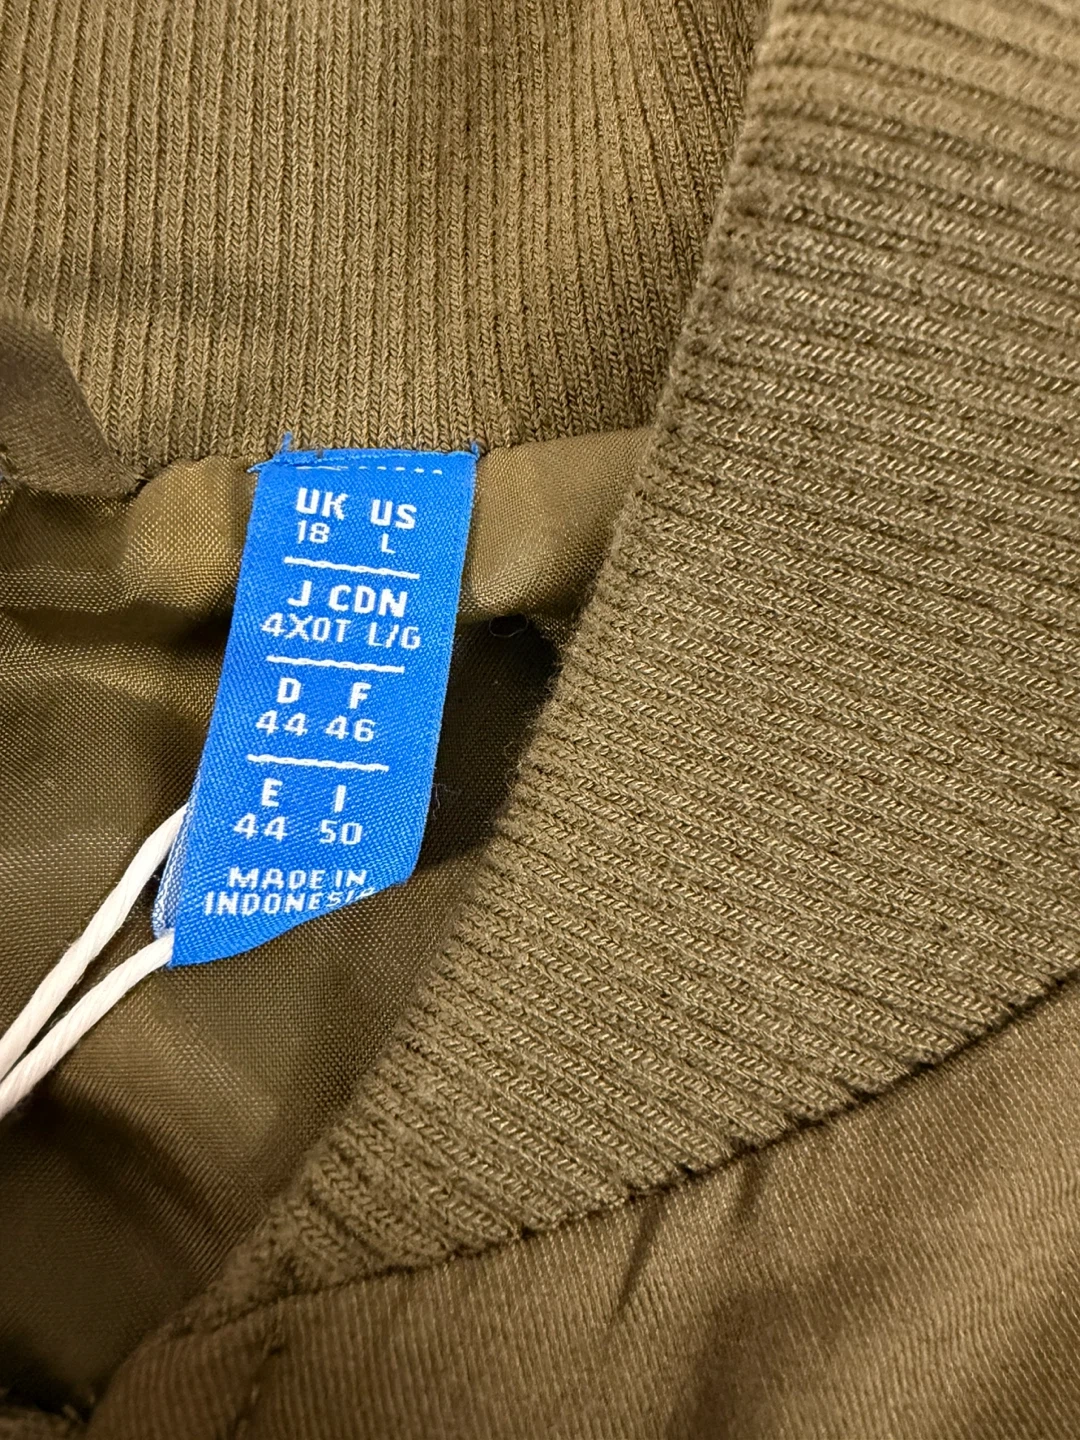 UK US
18 L
J CDN
4XOT L/G
D F
44 46
E I
44 50
MADE IN
INDONESIA